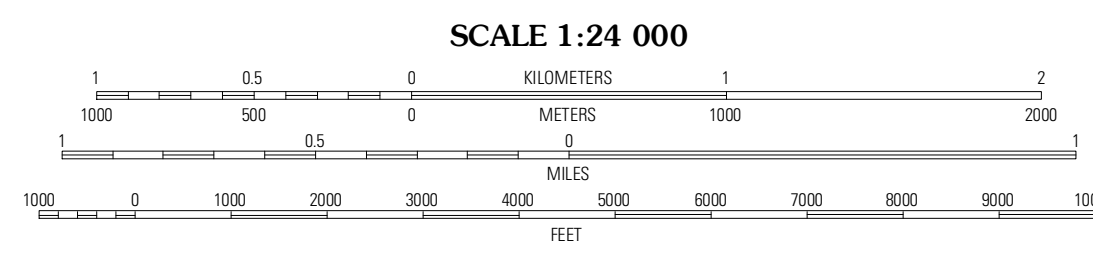 SCALE 1:24 000
1 0.5 0 KILOMETERS 1 2
1000 500 0 METERS 1000 2000
1 0.5 0 1
MILES
1000 0 1000 2000 3000 4000 5000 6000 7000 8000 9000
FEET